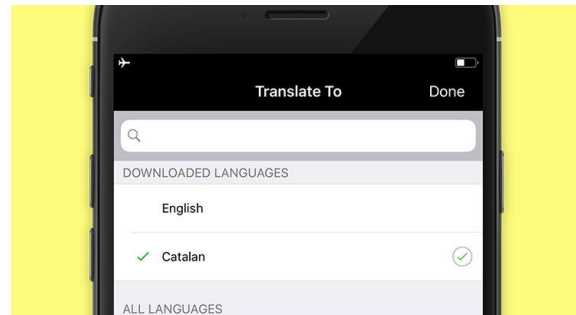 Translate To
Done
DOWNLOADED LANGUAGES
English
Catalan
ALL LANGUAGES